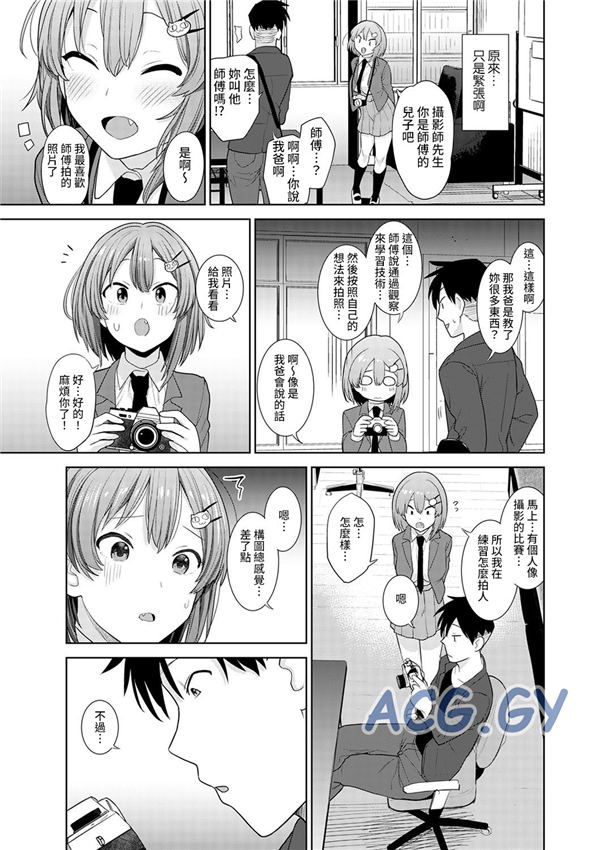 原來…
只是緊張啊
攝影師先生
你是師傅的
兒子吧
師傅…?
啊啊…你說
我爸啊
怎麼…
妳叫他
師傅嗎!?
是啊~
我最喜歡
師傅拍的
照片了
這…這樣啊
那我爸是教了
妳很多東西?
這個…
師傅說通過觀察
來學習技術…
然後按照自己的
想法來拍照…
啊~像是
我爸會說的話
照片…
給我看看
好…好的!
麻煩你了!
馬上…有個人像
攝影的比賽…
所以我在
練習怎麼拍人
嗯
怎…
怎麼樣…
嗯…
構圖總感覺…
差了點
不過…
ACG.GY